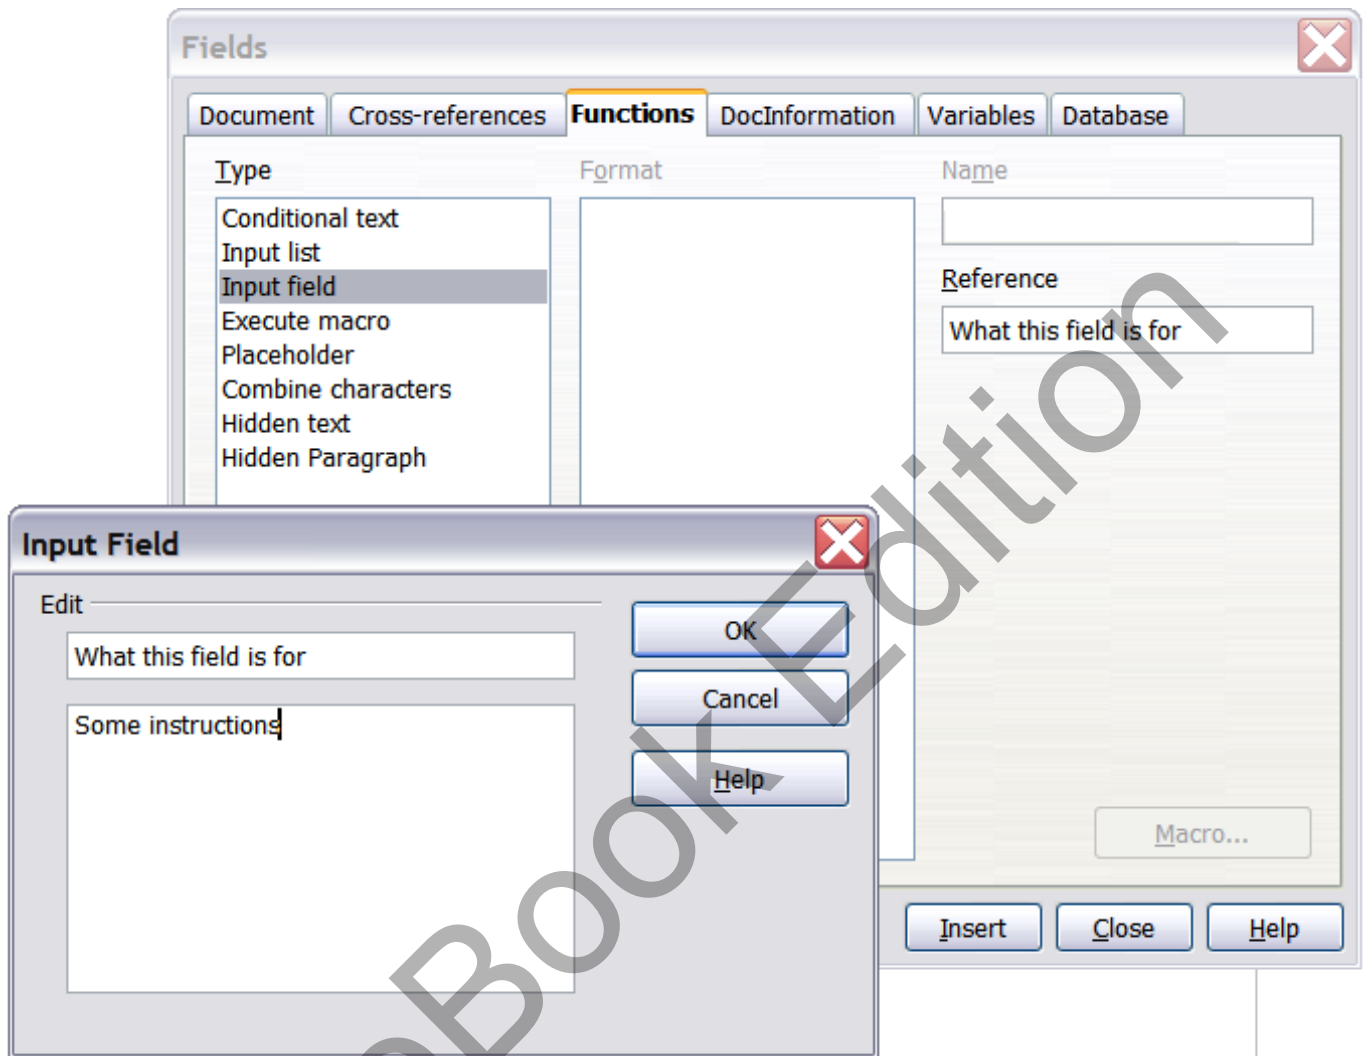 Fields
Document Cross-references Functions DocInformation Variables Database
Type Format Name
Conditional text
Input list
Input field
Execute macro
Placeholder
Combine characters
Hidden text
Hidden Paragraph
Reference
What this field is for
Macro...
Insert Close Help
Input Field
Edit
What this field is for
Some instructions
OK
Cancel
Help
Book Edition